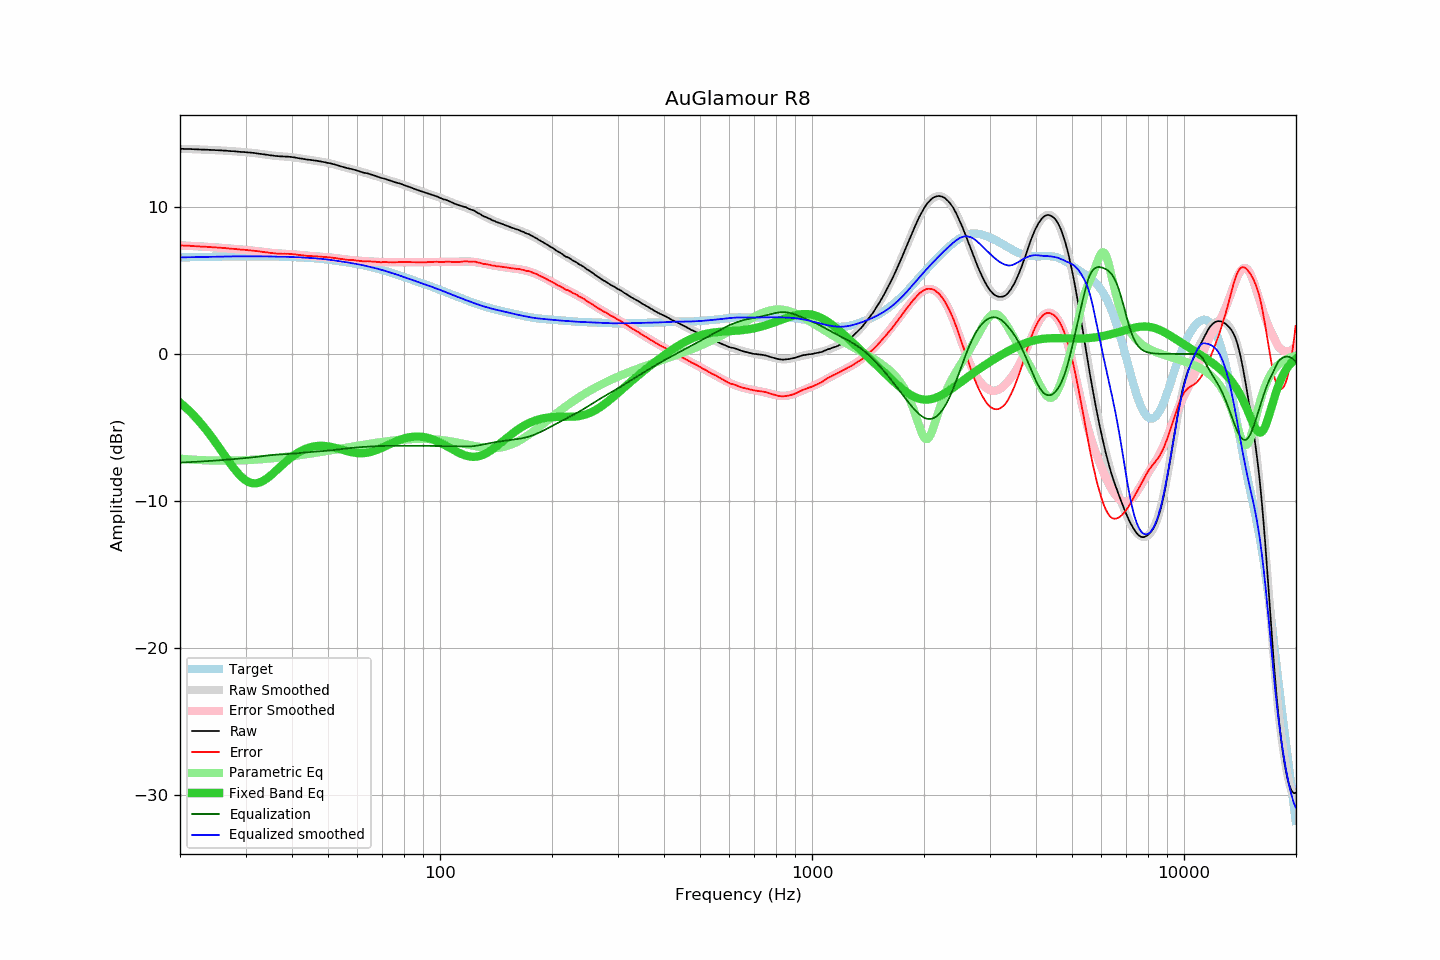 AuGlamour R8
10
0
−10
−20
−30
Amplitude (dBr)
Target
Raw Smoothed
Error Smoothed
Raw
Error
Parametric Eq
Fixed Band Eq
Equalization
Equalized smoothed
100
1000
10000
Frequency (Hz)